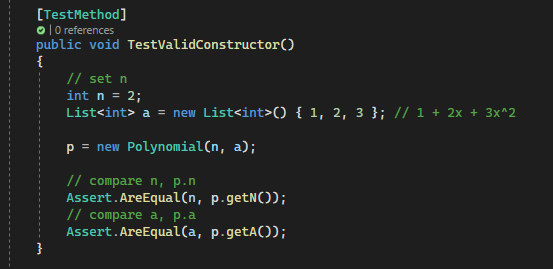 [TestMethod]
| 0 references
public void TestValidConstructor()
{
// set n
int n = 2;
List<int> a = new List<int>() { 1, 2, 3 }; // 1 + 2x + 3x^2
p = new Polynomial(n, a);
// compare n, p.n
Assert.AreEqual(n, p.getN());
// compare a, p.a
Assert.AreEqual(a, p.getA());
}